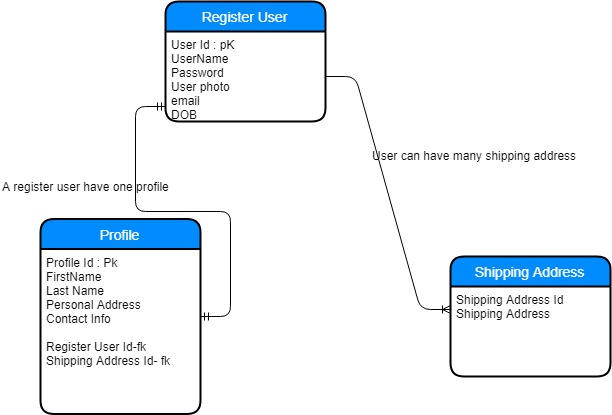 Register User
User Id : pK
UserName
Password
User photo
email
DOB
User can have many shipping address
A register user have one profile
Profile
Profile Id : Pk
FirstName
Last Name
Personal Address
Contact Info
Register User Id-fk
Shipping Address Id- fk
Shipping Address
Shipping Address Id
Shipping Address